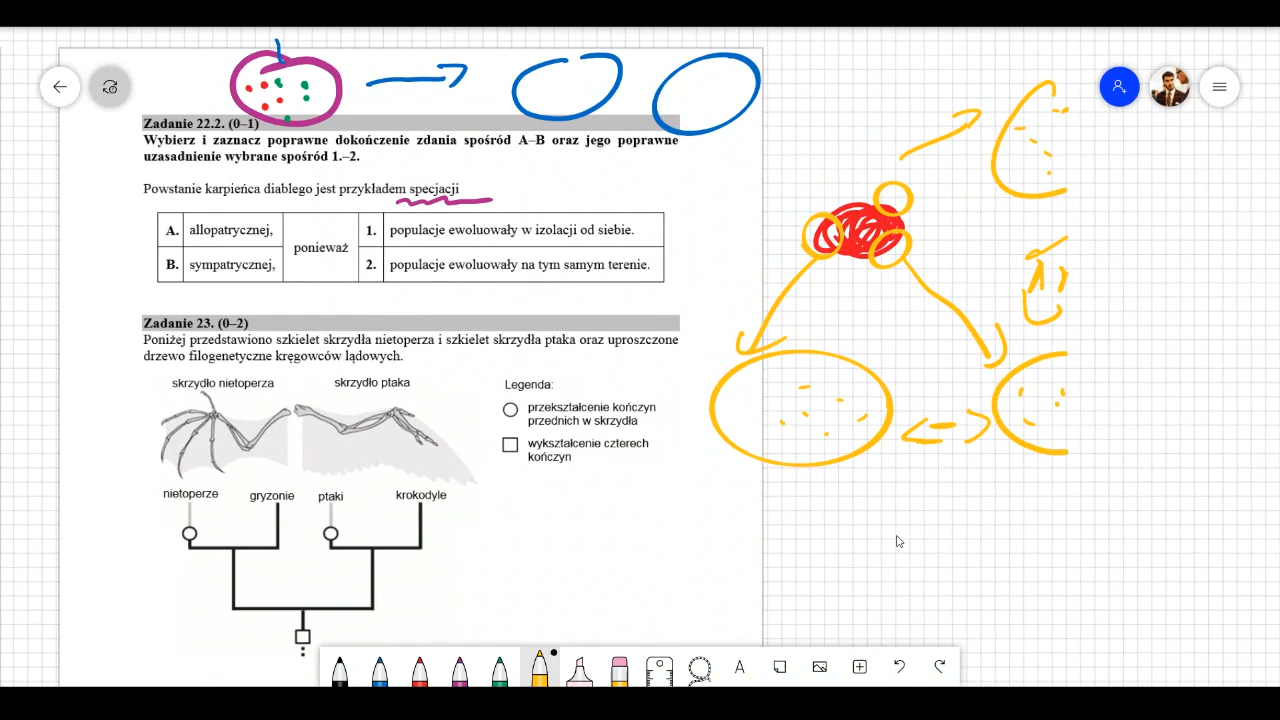 Zadanie 22.2. (0–1)
Wybierz i zaznacz poprawne dokończenie zdania spośród A–B oraz jego poprawne
uzasadnienie wybrane spośród 1.–2.
Powstanie karpieńca diablego jest przykładem specjacji
A. allopatrycznej, ponieważ 1. populacje ewoluowały w izolacji od siebie.
B. sympatrycznej, 2. populacje ewoluowały na tym samym terenie.
Zadanie 23. (0–2)
Poniżej przedstawiono szkielet skrzydła nietoperza i szkielet skrzydła ptaka oraz uproszczone
drzewo filogenetyczne kręgowców lądowych.
skrzydło nietoperza
skrzydło ptaka
Legenda:
przekształcenie kończyn
przednich w skrzydła
wykształcenie czterech
kończyn
nietoperze gryzonie ptaki krokodyle
A